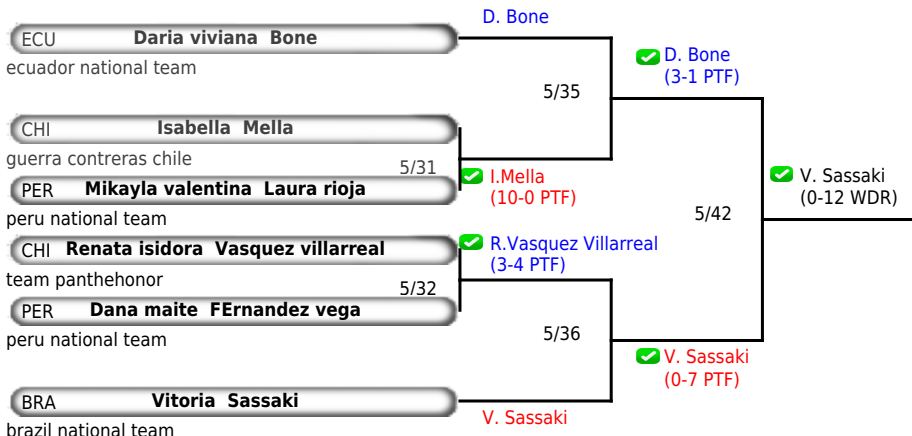 D. Bone
ECU Daria viviana Bone
ecuador national team
D. Bone
(3-1 PTF)
5/35
CHI Isabella Mella
guerra contreras chile
5/31
I.Mella
(10-0 PTF)
PER Mikayla valentina Laura rioja
peru national team
V. Sassaki
(0-12 WDR)
5/42
CHI Renata isidora Vasquez villarreal
team panthehonor
R.Vasquez Villarreal
(3-4 PTF)
5/32
PER Dana maite FErnandez vega
peru national team
5/36
V. Sassaki
(0-7 PTF)
BRA Vitoria Sassaki
brazil national team
V. Sassaki